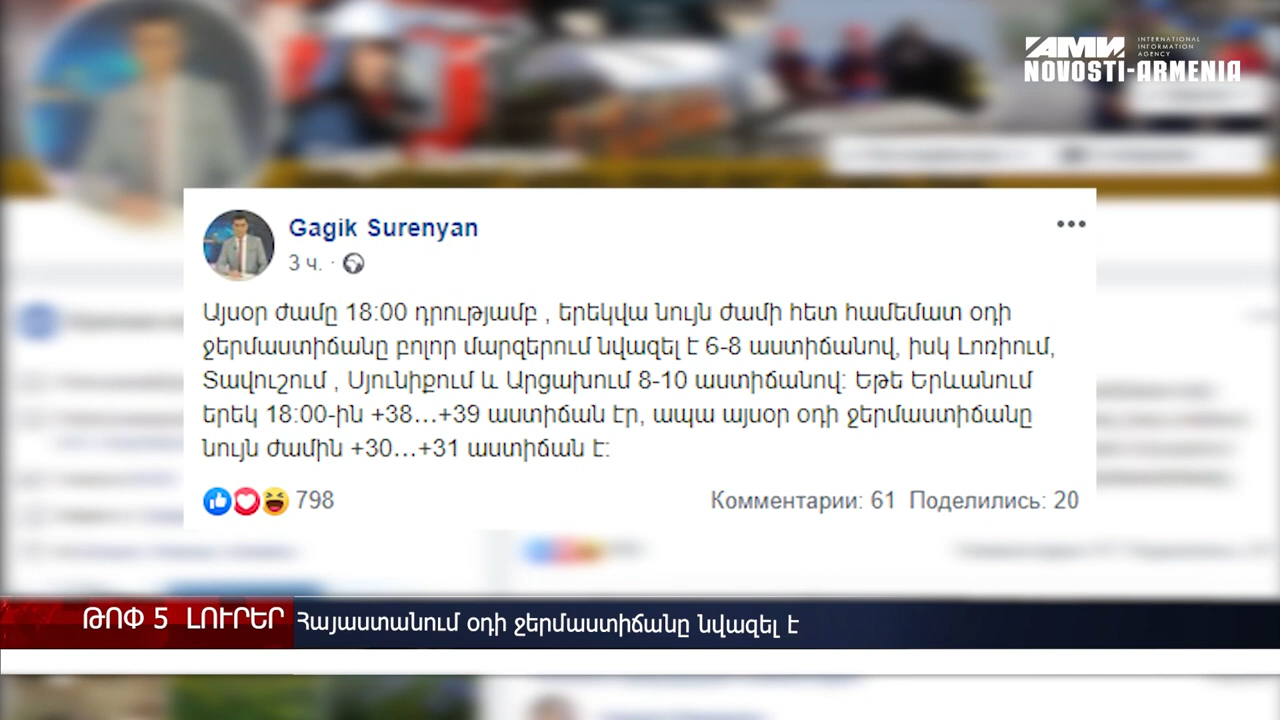 АМИ INTERNATIONAL
INFORMATION
AGENCY
NOVOSTI-ARMENIA
Gagik Surenyan
3 ч. ·
Այսօր ժամը 18:00 դրությամբ , երեկվա նույն ժամի հետ համեմատ օդի
ջերմաստիճանը բոլոր մարզերում նվազել է 6-8 աստիճանով, իսկ Լոռիում,
Տավուշում , Սյունիքում և Արցախում 8-10 աստիճանով: Եթե Երևանում
երեկ 18:00-ին +38...+39 աստիճան էր, ապա այսօր օդի ջերմաստիճանը
նույն ժամին +30...+31 աստիճան է:
798 Комментарии: 61 Поделились: 20
ԹՈՓ 5 ԼՈՒՐԵՐ Հայաստանում օդի ջերմաստիճանը նվազել է